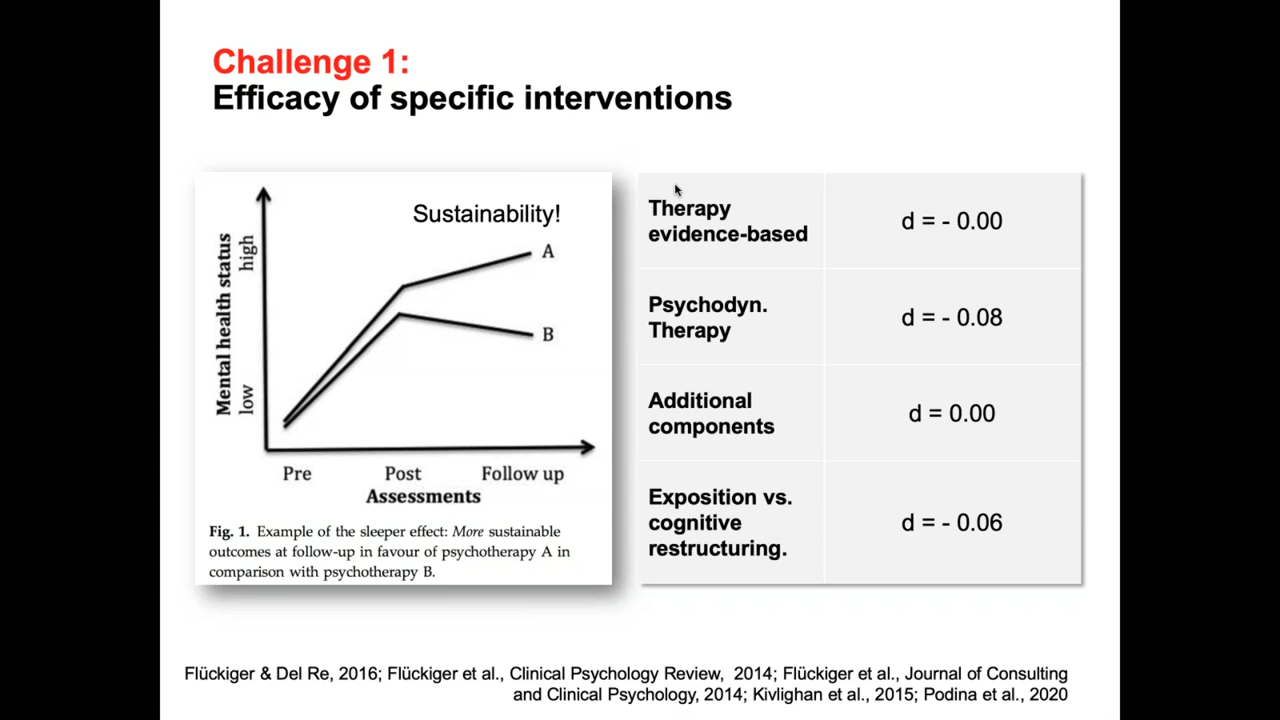 Challenge 1:
Efficacy of specific interventions
Sustainability!
A
B
Mental health status
low high
Pre Post Follow up
Assessments
Fig. 1. Example of the sleeper effect: More sustainable
outcomes at follow-up in favour of psychotherapy A in
comparison with psychotherapy B.
Therapy
evidence-based
d = - 0.00
Psychodyn.
Therapy
d = - 0.08
Additional
components
d = 0.00
Exposition vs.
cognitive
restructuring.
d = - 0.06
Flückiger & Del Re, 2016; Flückiger et al., Clinical Psychology Review, 2014; Flückiger et al., Journal of Consulting
and Clinical Psychology, 2014; Kivlighan et al., 2015; Podina et al., 2020